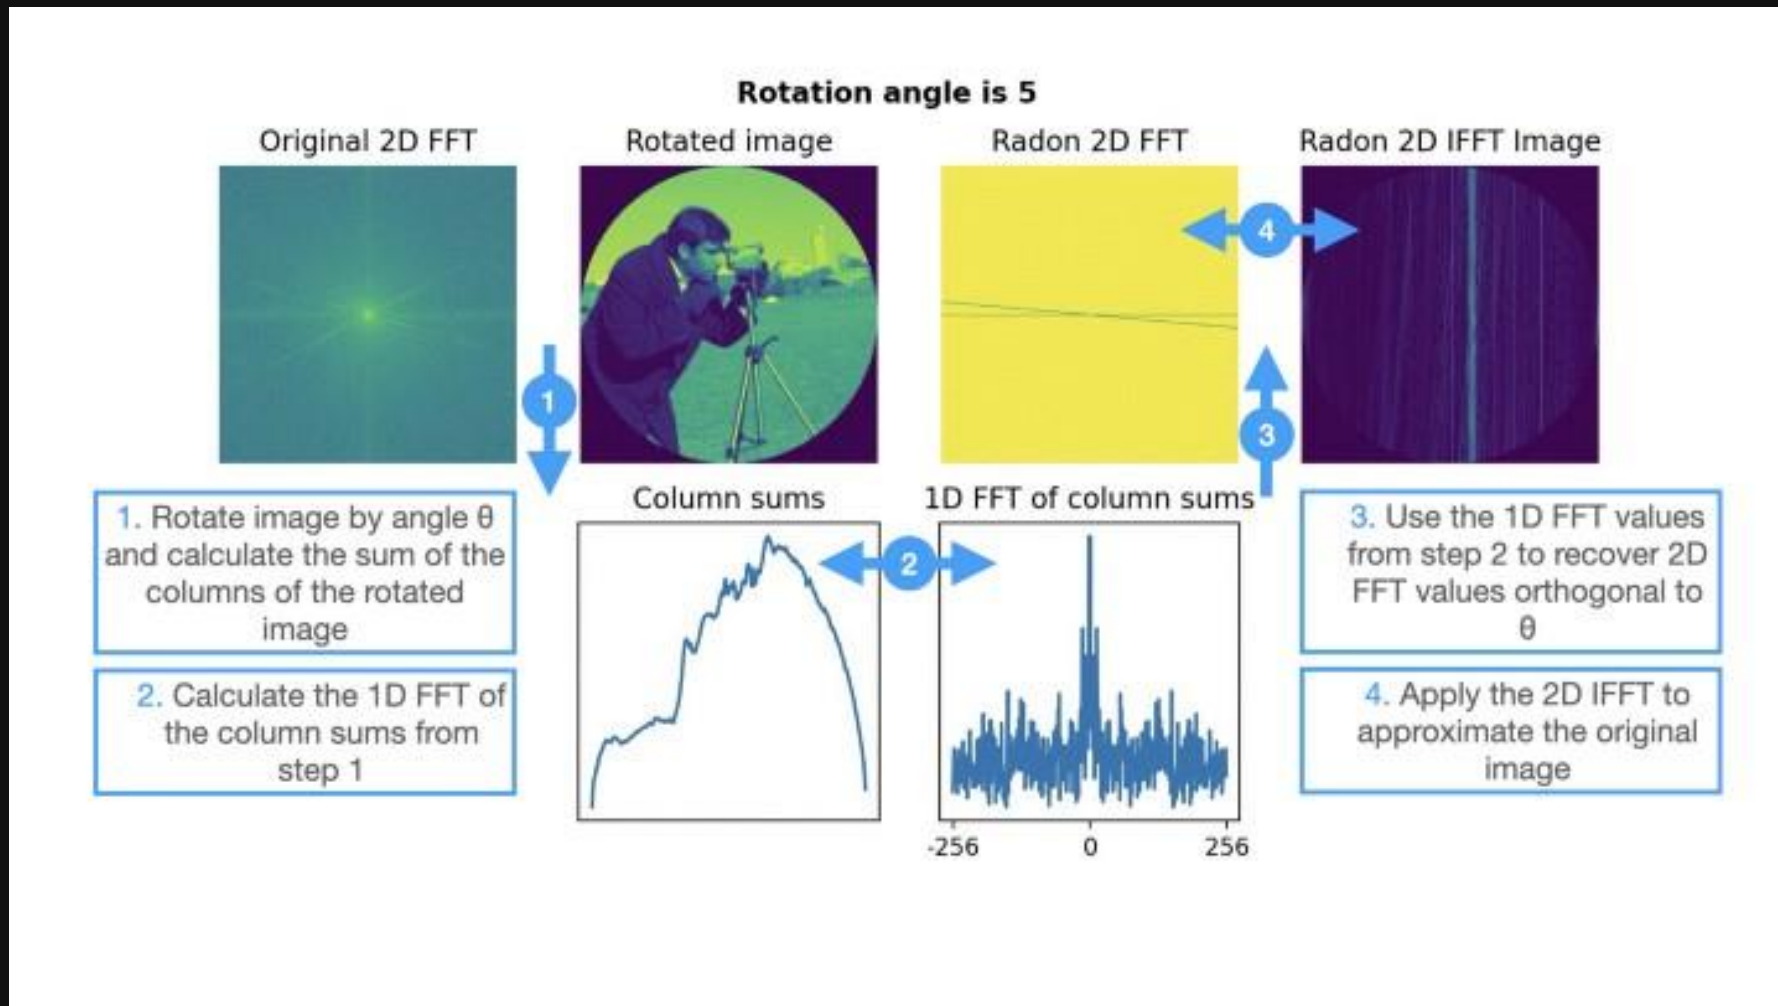 Rotation angle is 5
Original 2D FFT
Rotated image
Radon 2D FFT
Radon 2D IFFT Image
4
1
3
1. Rotate image by angle θ
and calculate the sum of the
columns of the rotated
image
2. Calculate the 1D FFT of
the column sums from
step 1
Column sums
1D FFT of column sums
2
-256
0
256
3. Use the 1D FFT values
from step 2 to recover 2D
FFT values orthogonal to
θ
4. Apply the 2D IFFT to
approximate the original
image